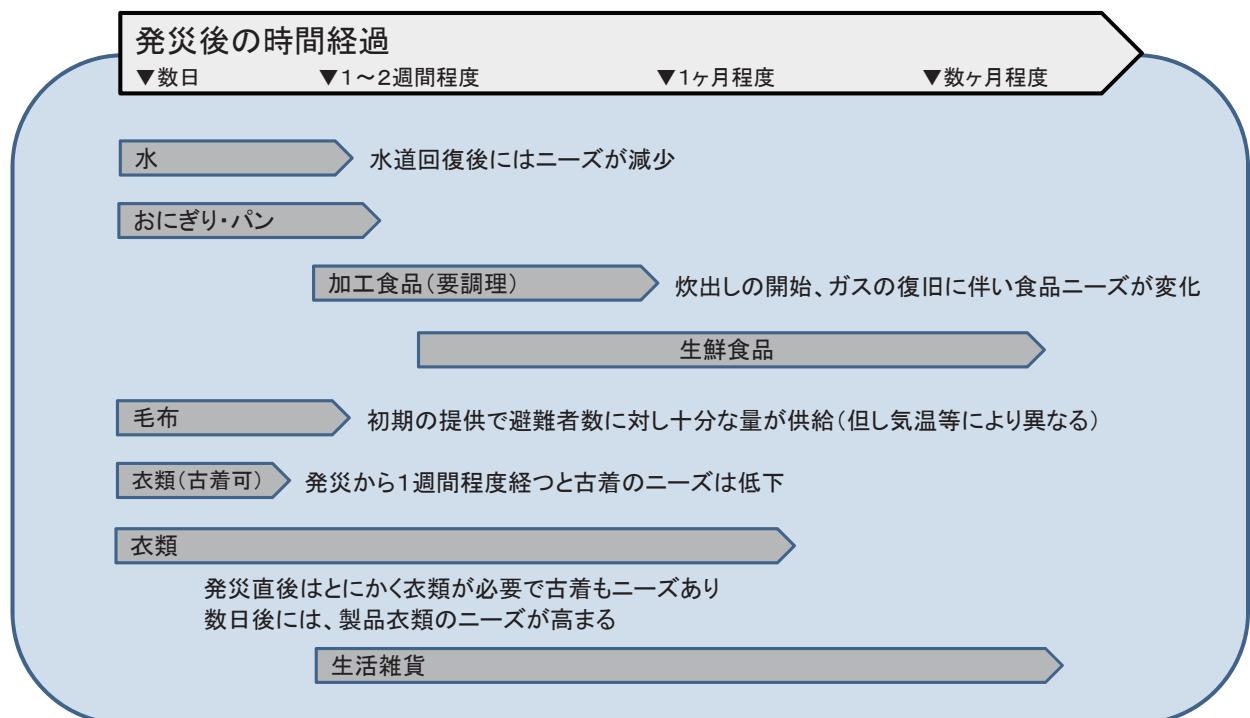 発災後の時間経過
▼数日 ▼1～2週間程度 ▼1ヶ月程度 ▼数ヶ月程度
水 水道回復後にはニーズが減少
おにぎり・パン
加工食品（要調理） 炊出しの開始、ガスの復旧に伴い食品ニーズが変化
生鮮食品
毛布 初期の提供で避難者数に対し十分な量が供給（但し気温等により異なる）
衣類（古着可） 発災から１週間程度経つと古着のニーズは低下
衣類
発災直後はとにかく衣類が必要で古着もニーズあり
数日後には、製品衣類のニーズが高まる
生活雑貨